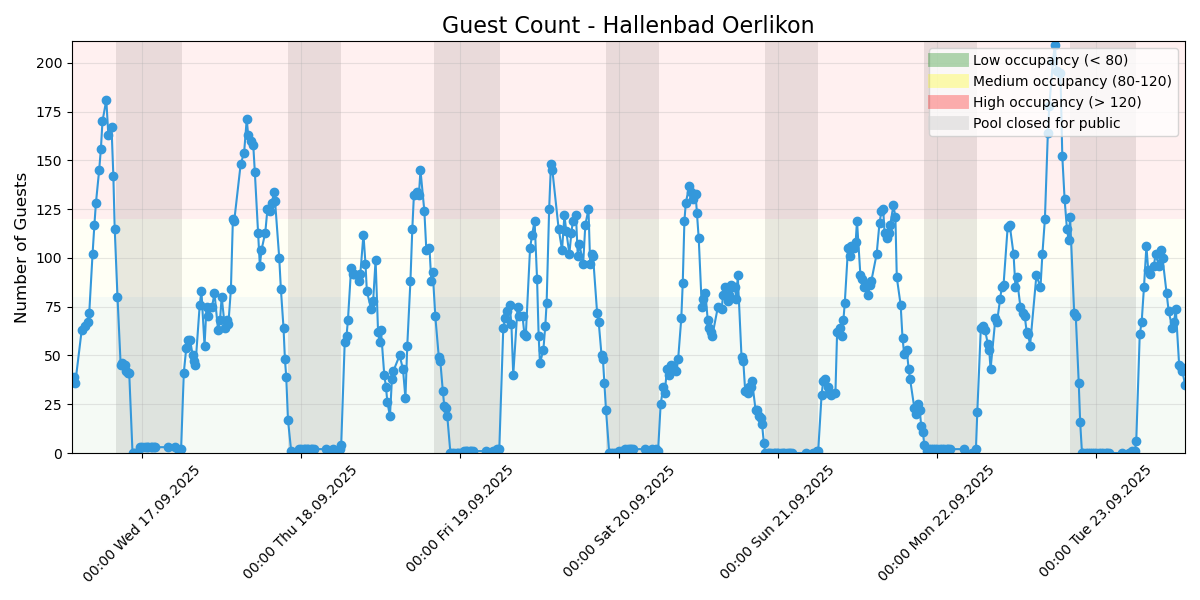 Guest Count - Hallenbad Oerlikon
Number of Guests
200
175
150
125
100
75
50
25
0
Low occupancy (< 80)
Medium occupancy (80-120)
High occupancy (> 120)
Pool closed for public
00:00 Wed 17.09.2025
00:00 Thu 18.09.2025
00:00 Fri 19.09.2025
00:00 Sat 20.09.2025
00:00 Sun 21.09.2025
00:00 Mon 22.09.2025
00:00 Tue 23.09.2025